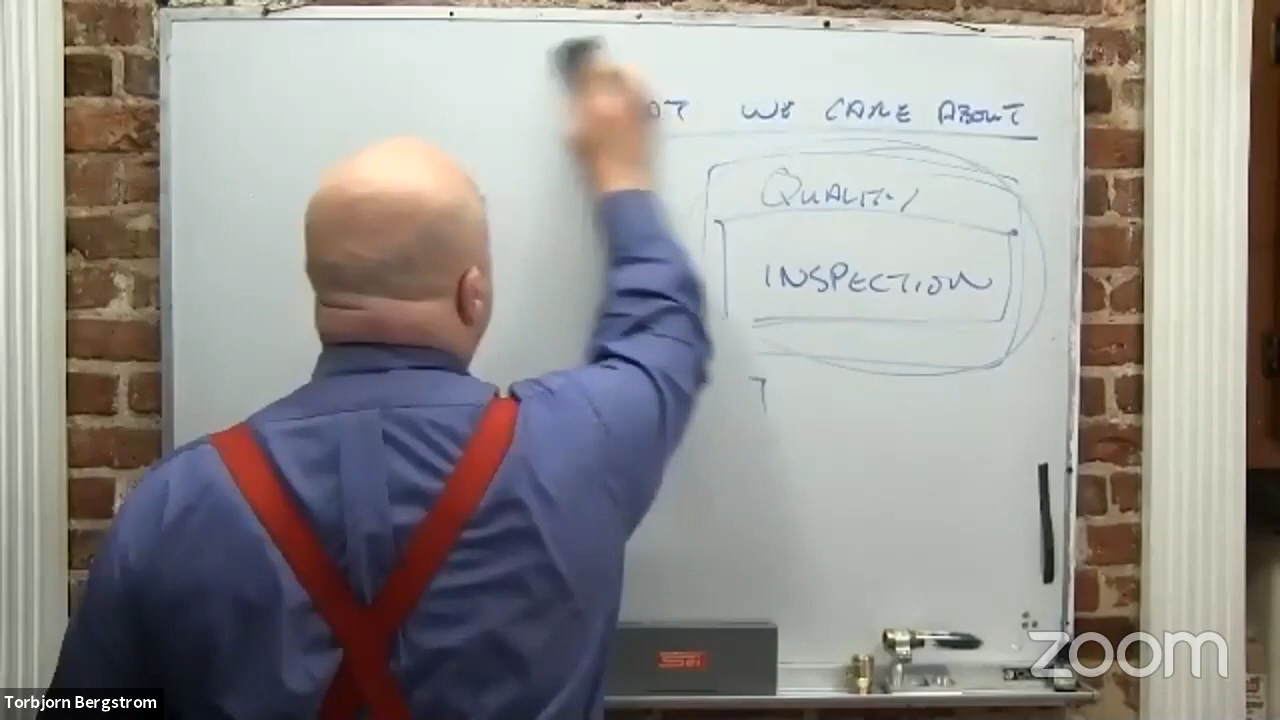 WE CARE ABOUT
QUALITY
INSPECTION
Torbjorn Bergstrom
zoom